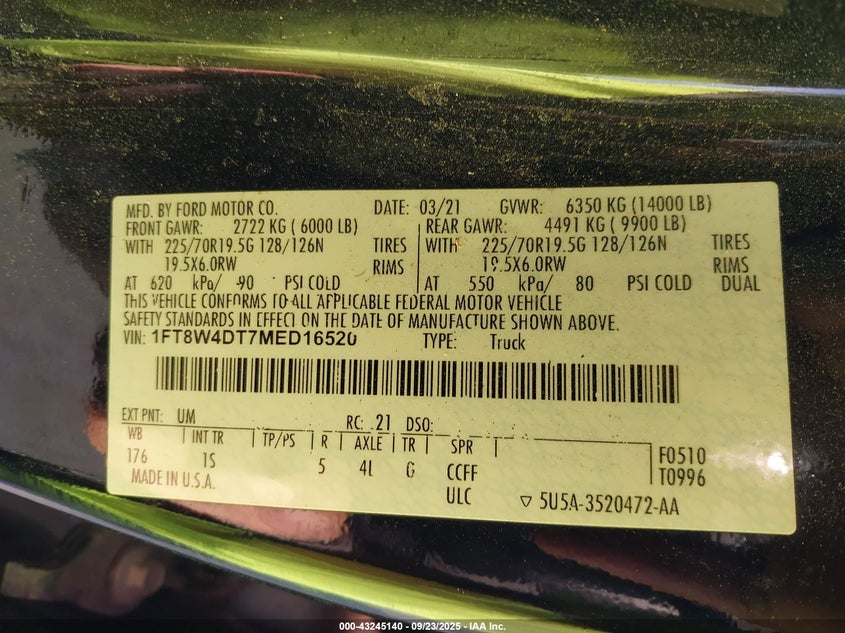 MFD. BY FORD MOTOR CO. DATE: 03/21 GVWR: 6350 KG (14000 LB)
FRONT GAWR: 2722 KG ( 6000 LB) REAR GAWR: 4491 KG ( 9900 LB)
WITH 225/70R19.5G 128/126N TIRES WITH 225/70R19.5G 128/126N TIRES
19.5X6.0RW RIMS 19.5X6.0RW RIMS
AT 620 kPa/ 90 PSI COLD AT 550 kPa/ 80 PSI COLD DUAL
THIS VEHICLE CONFORMS TO ALL APPLICABLE FEDERAL MOTOR VEHICLE
SAFETY STANDARDS IN EFFECT ON THE DATE OF MANUFACTURE SHOWN ABOVE
VIN: 1FT8W4DT7MED16520 TYPE: Truck
EXT PNT: UM RC: 21 DSO:
WB INT TR TP/PS R AXLE TR SPR F0510
176 1S 5 4L G CCFF T0996
MADE IN U.S.A. ULC ▽ 5U5A-3520472-AA
000-43245140 - 09/23/2025 - IAA Inc.